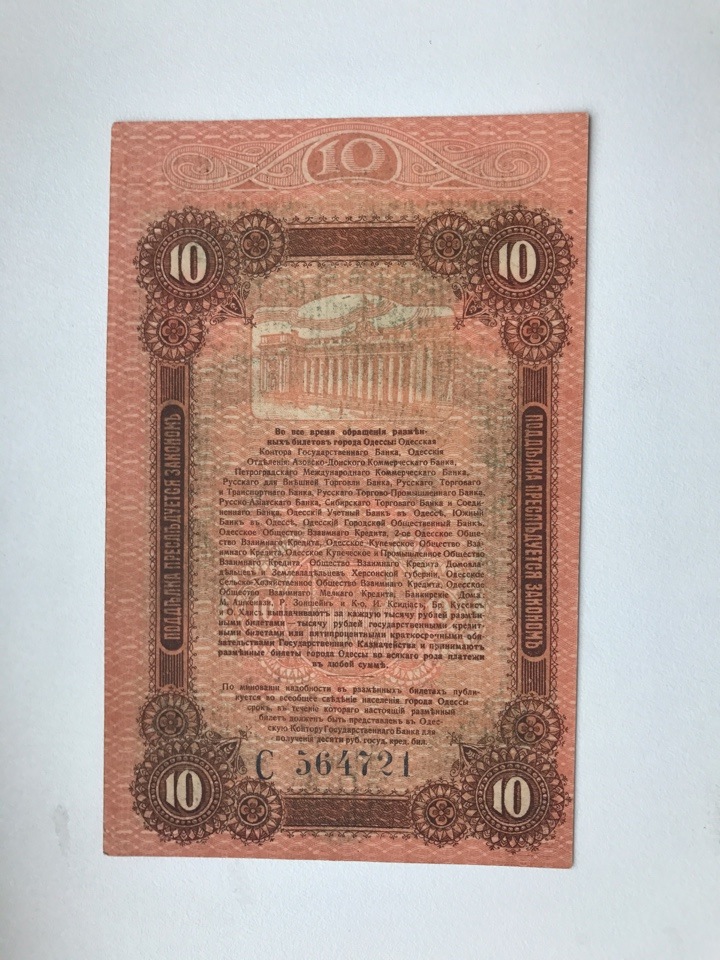 10
10
10
Во все время обращенія размѣн-
ныхъ билетовъ города Одессы: Одесская
Контора Государственнаго Банка, Одесскія
Отдѣленія: Азовско-Донского Коммерческаго Банка,
Петроградскаго Международнаго Коммерческаго Банка,
Русскаго для Внѣшней Торговли Банка, Русскаго Торговаго
и Транспортнаго Банка, Русскаго Торгово-Промышленнаго Банка,
Русско-Азіатскаго Банка, Сибирскаго Торговаго Банка и Соеди-
неннаго Банка, Одесскій Учетный Банкъ въ Одессѣ, Южный
Банкъ въ Одессѣ, Одесскій Городской Общественный Банкъ,
Одесское Общество Взаимнаго Кредита, 2-ое Одесское Обще-
ство Взаимнаго Кредита, Одесское Купеческое Общество Вза-
имнаго Кредита, Одесское Купеческое и Промышленное Общество
Взаимнаго Кредита, Общество Взаимнаго Кредита Домовла-
дѣльцевъ и Землевладѣльцевъ Херсонской губерніи, Одесское
Сельско-Хозяйственное Общество Взаимнаго Кредита, Одесское
Общество Взаимнаго Мелкаго Кредита, Банкирскіе Дома:
М. Ашкенази, Р. Зонштейнъ и К-о, И. Ксидiасъ, Бр. Кусисъ
и О. Хаисъ выплачиваютъ за каждую тысячу рублей размѣн-
ными билетами — тысячу рублей государственными кредит-
ными билетами или пятипроцентными краткосрочными обя-
зательствами Государственнаго Казначейства и принимаютъ
размѣнные билеты города Одессы во всякаго рода платежи
въ любой суммѣ.
По минованіи надобности въ размѣнныхъ билетахъ публи-
куется во всеобщее свѣдѣніе населенія города Одессы
срокъ, въ теченіе котораго настоящій размѣнный
билетъ долженъ быть представленъ въ Одес-
скую Контору Государственнаго Банка для
полученія десяти руб. госуд. кред. бил.
С 564721
10
10
ПОДДѢЛКА ПРЕСЛѢДУЕТСЯ ЗАКОНОМЪ
ПОДДѢЛКА ПРЕСЛѢДУЕТСЯ ЗАКОНОМЪ